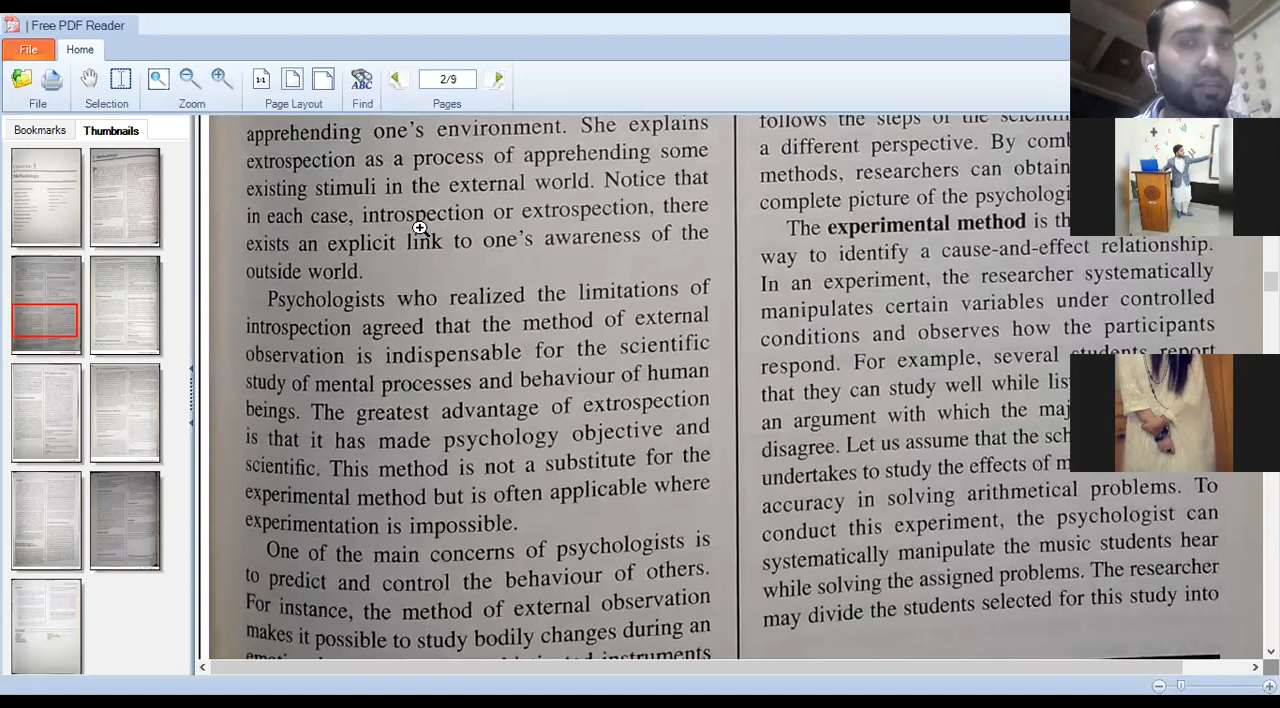 | Free PDF Reader
File
Home
2/9
1:1
ABC
File
Selection
Zoom
Page Layout
Find
Pages
Bookmarks
Thumbnails
Methodology
apprehending one's environment. She explains
extrospection as a process of apprehending some
existing stimuli in the external world. Notice that
in each case, introspection or extrospection, there
exists an explicit link to one's awareness of the
outside world.
Psychologists who realized the limitations of
introspection agreed that the method of external
observation is indispensable for the scientific
study of mental processes and behaviour of human
beings. The greatest advantage of extrospection
is that it has made psychology objective and
scientific. This method is not a substitute for the
experimental method but is often applicable where
experimentation is impossible.
One of the main concerns of psychologists is
to predict and control the behaviour of others.
For instance, the method of external observation
makes it possible to study bodily changes during an
instruments
follows the steps of the
a different perspective. By
methods, researchers can obtain
complete picture of the
The experimental method is
way to identify a cause-and-effect relationship.
In an experiment, the researcher systematically
manipulates certain variables under controlled
conditions and observes how the participants
respond. For example, several students report
that they can study well while
an argument with which the
disagree. Let us assume that the
undertakes to study the effects of
accuracy in solving arithmetical problems. To
conduct this experiment, the psychologist can
systematically manipulate the music students hear
while solving the assigned problems. The researcher
may divide the students selected for this study into